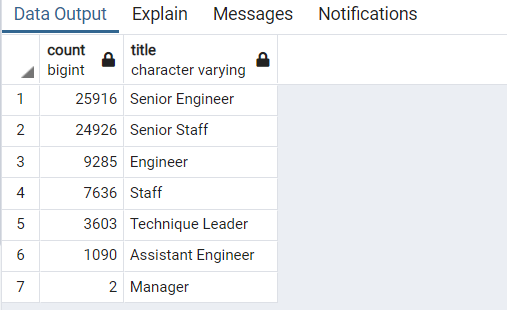 Data Output Explain Messages Notifications
count title
bigint character varying
1 25916 Senior Engineer
2 24926 Senior Staff
3 9285 Engineer
4 7636 Staff
5 3603 Technique Leader
6 1090 Assistant Engineer
7 2 Manager